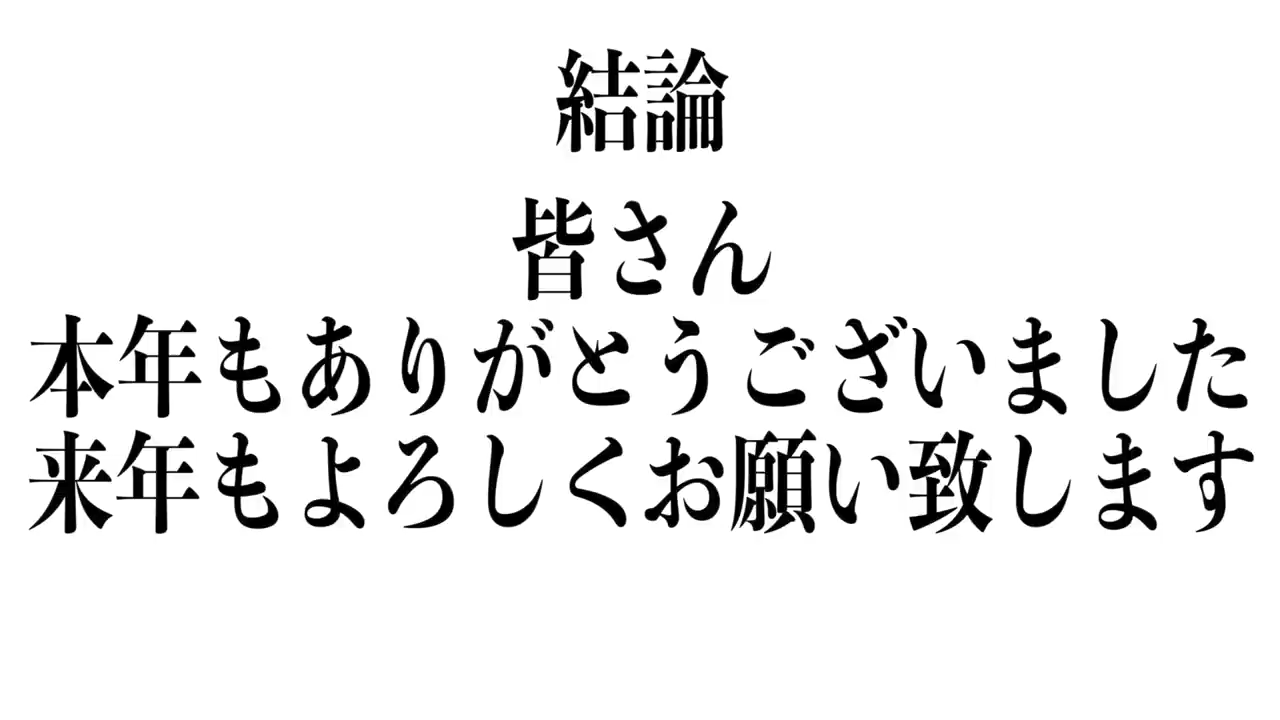 結論
皆さん
本年もありがとうございました
来年もよろしくお願い致します